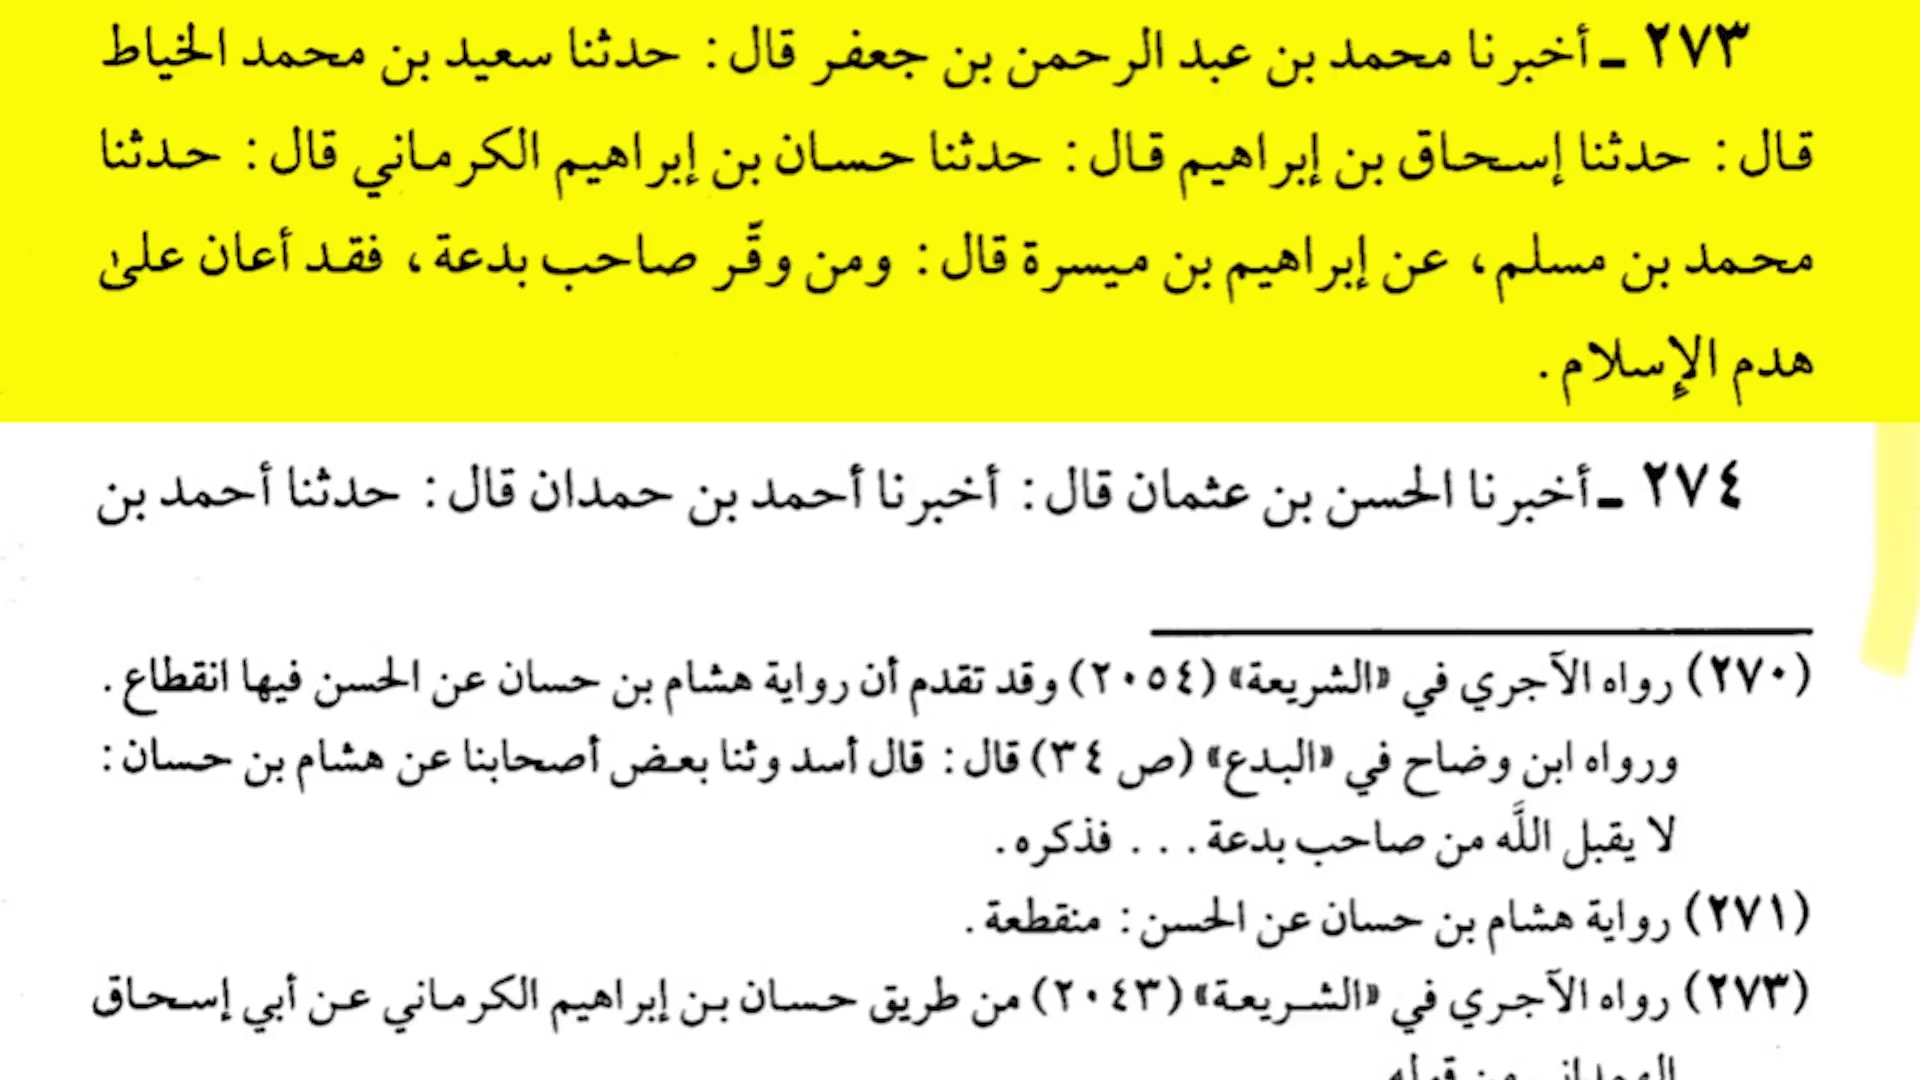 ٢٧٣ ـ أخبرنا محمد بن عبد الرحمن بن جعفر قال : حدثنا سعيد بن محمد الخياط
قال : حدثنا إسحاق بن إبراهيم قال : حدثنا حسان بن إبراهيم الكرماني قال : حدثنا
محمد بن مسلم، عن إبراهيم بن ميسرة قال : ومن وقَّر صاحب بدعة، فقد أعان على
هدم الإسلام.
٢٧٤ ـ أخبرنا الحسن بن عثمان قال : أخبرنا أحمد بن حمدان قال : حدثنا أحمد بن
(٢٧٠) رواه الآجري في «الشريعة» (٢٠٥٤) وقد تقدم أن رواية هشام بن حسان عن الحسن فيها انقطاع.
ورواه ابن وضاح في «البدع» (ص ٣٤) قال : قال أسد وثنا بعض أصحابنا عن هشام بن حسان :
لا يقبل اللَّه من صاحب بدعة . . . فذكره.
(٢٧١) رواية هشام بن حسان عن الحسن : منقطعة.
(٢٧٣) رواه الآجري في «الشريعة» (٢٠٤٣) من طريق حسان بن إبراهيم الكرماني عن أبي إسحاق
الهمداني من قوله